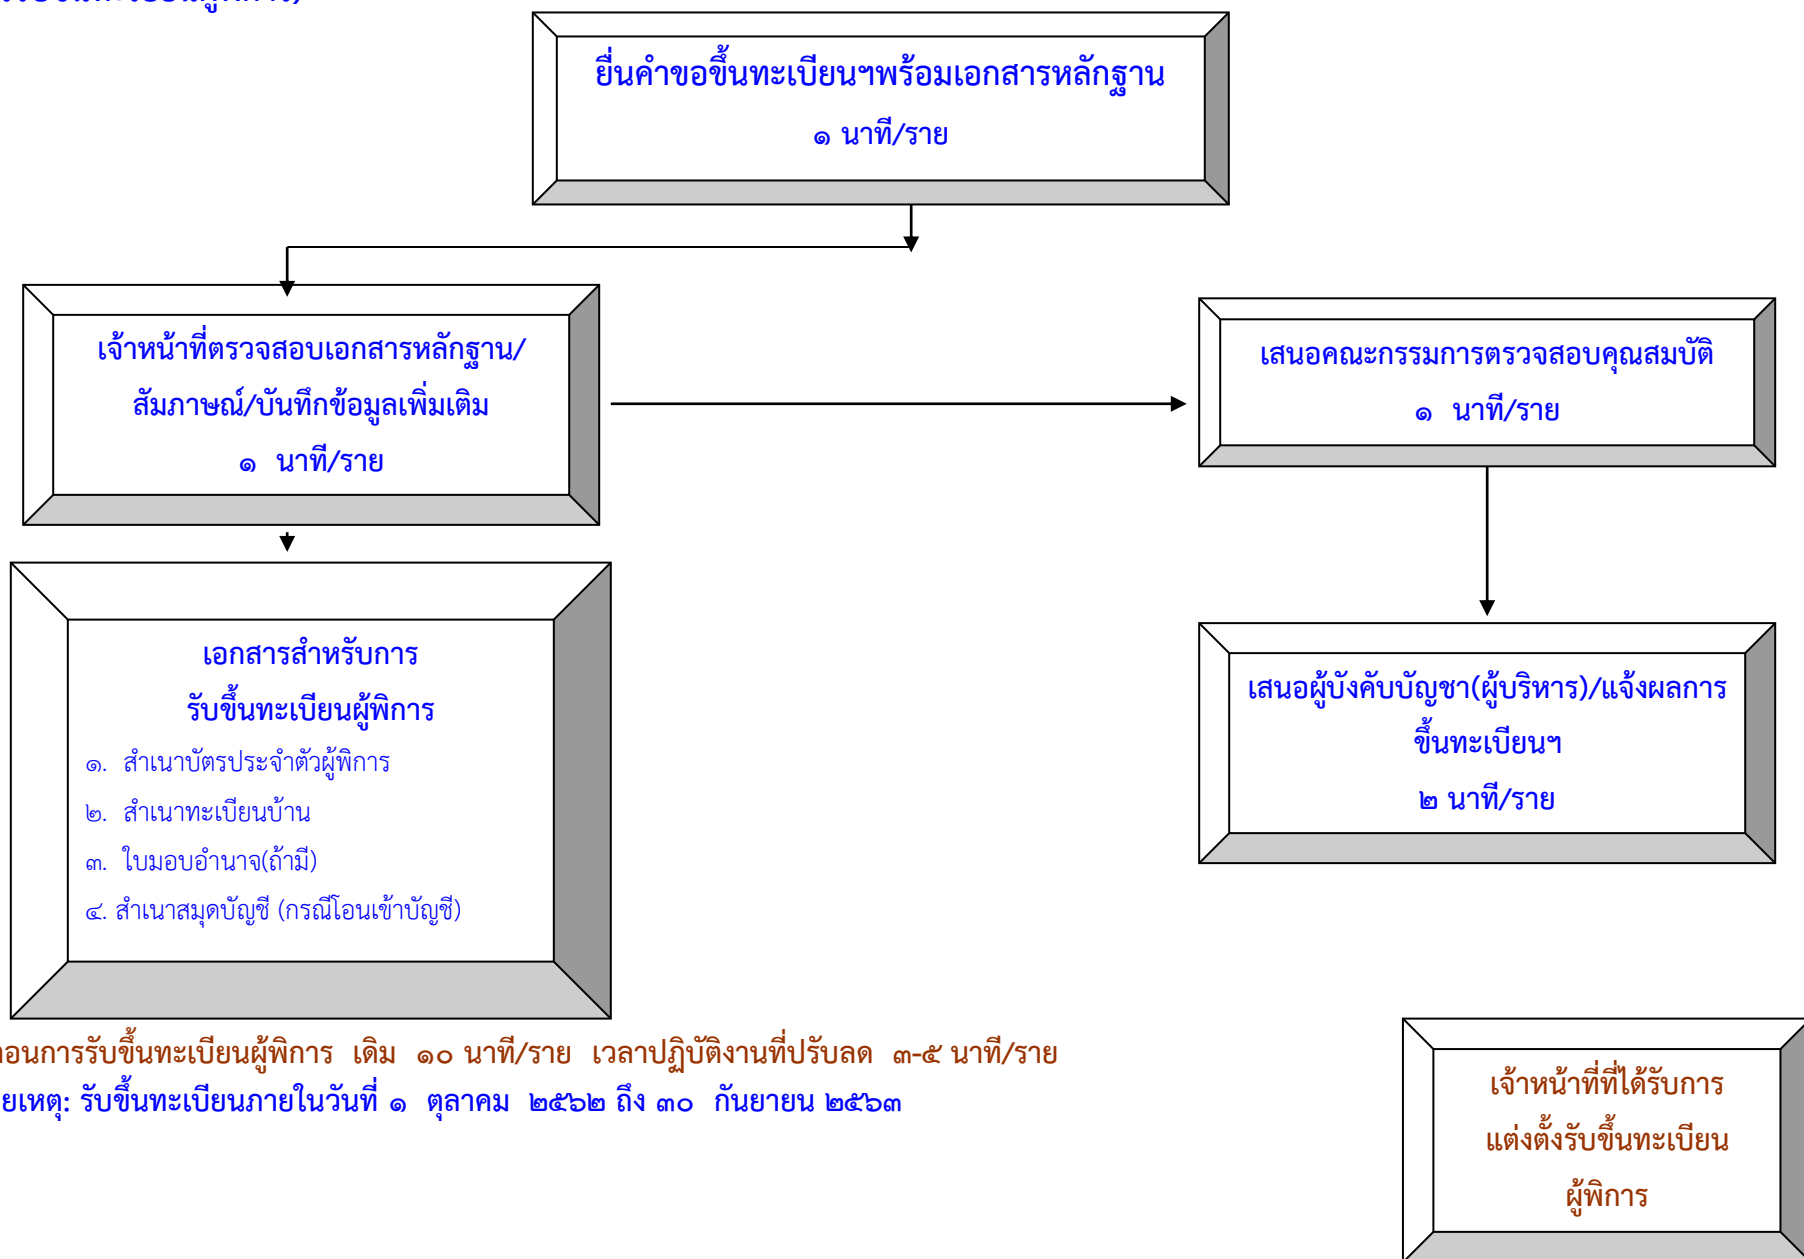 ยื่นคำขอขึ้นทะเบียนฯพร้อมเอกสารหลักฐาน
๑ นาที/ราย
เจ้าหน้าที่ตรวจสอบเอกสารหลักฐาน/
สัมภาษณ์/บันทึกข้อมูลเพิ่มเติม
๑ นาที/ราย
เสนอคณะกรรมการตรวจสอบคุณสมบัติ
๑ นาที/ราย
เอกสารสำหรับการ
รับขึ้นทะเบียนผู้พิการ
๑. สำเนาบัตรประจำตัวผู้พิการ
๒. สำเนาทะเบียนบ้าน
๓. ใบมอบอำนาจ(ถ้ามี)
๔. สำเนาสมุดบัญชี (กรณีโอนเข้าบัญชี)
เสนอผู้บังคับบัญชา(ผู้บริหาร)/แจ้งผลการ
ขึ้นทะเบียนฯ
๒ นาที/ราย
อนการรับขึ้นทะเบียนผู้พิการ เดิม ๑๐ นาที/ราย เวลาปฏิบัติงานที่ปรับลด ๓-๕ นาที/ราย
ยเหตุ: รับขึ้นทะเบียนภายในวันที่ ๑ ตุลาคม ๒๕๖๒ ถึง ๓๐ กันยายน ๒๕๖๓
เจ้าหน้าที่ที่ได้รับการ
แต่งตั้งรับขึ้นทะเบียน
ผู้พิการ